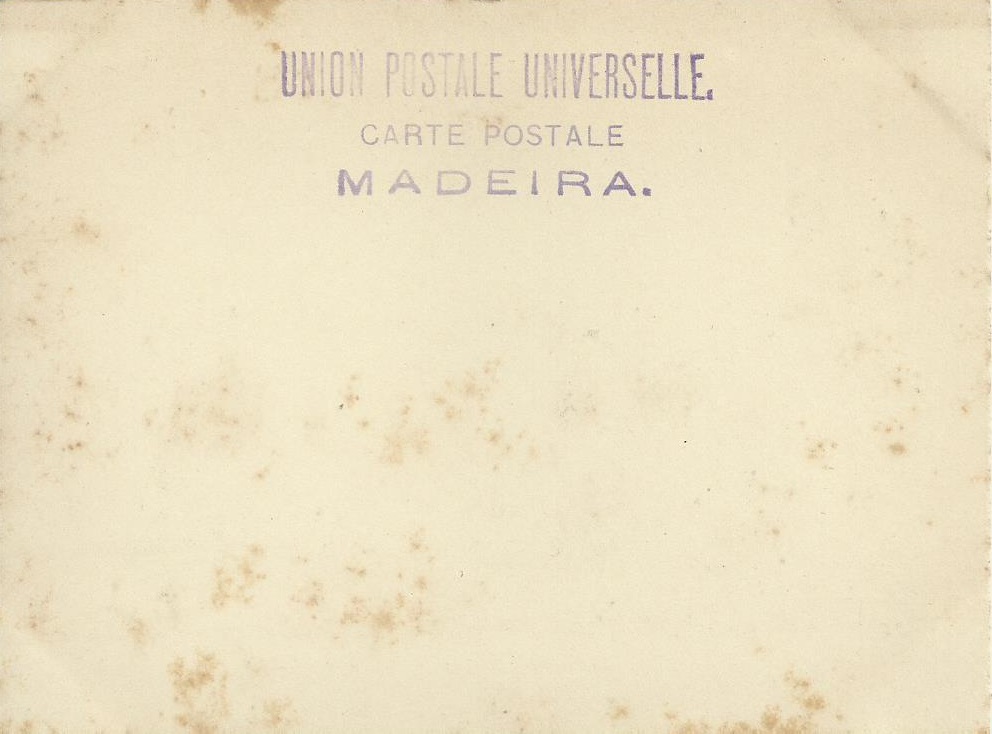 UNION POSTALE UNIVERSELLE.
CARTE POSTALE
MADEIRA.